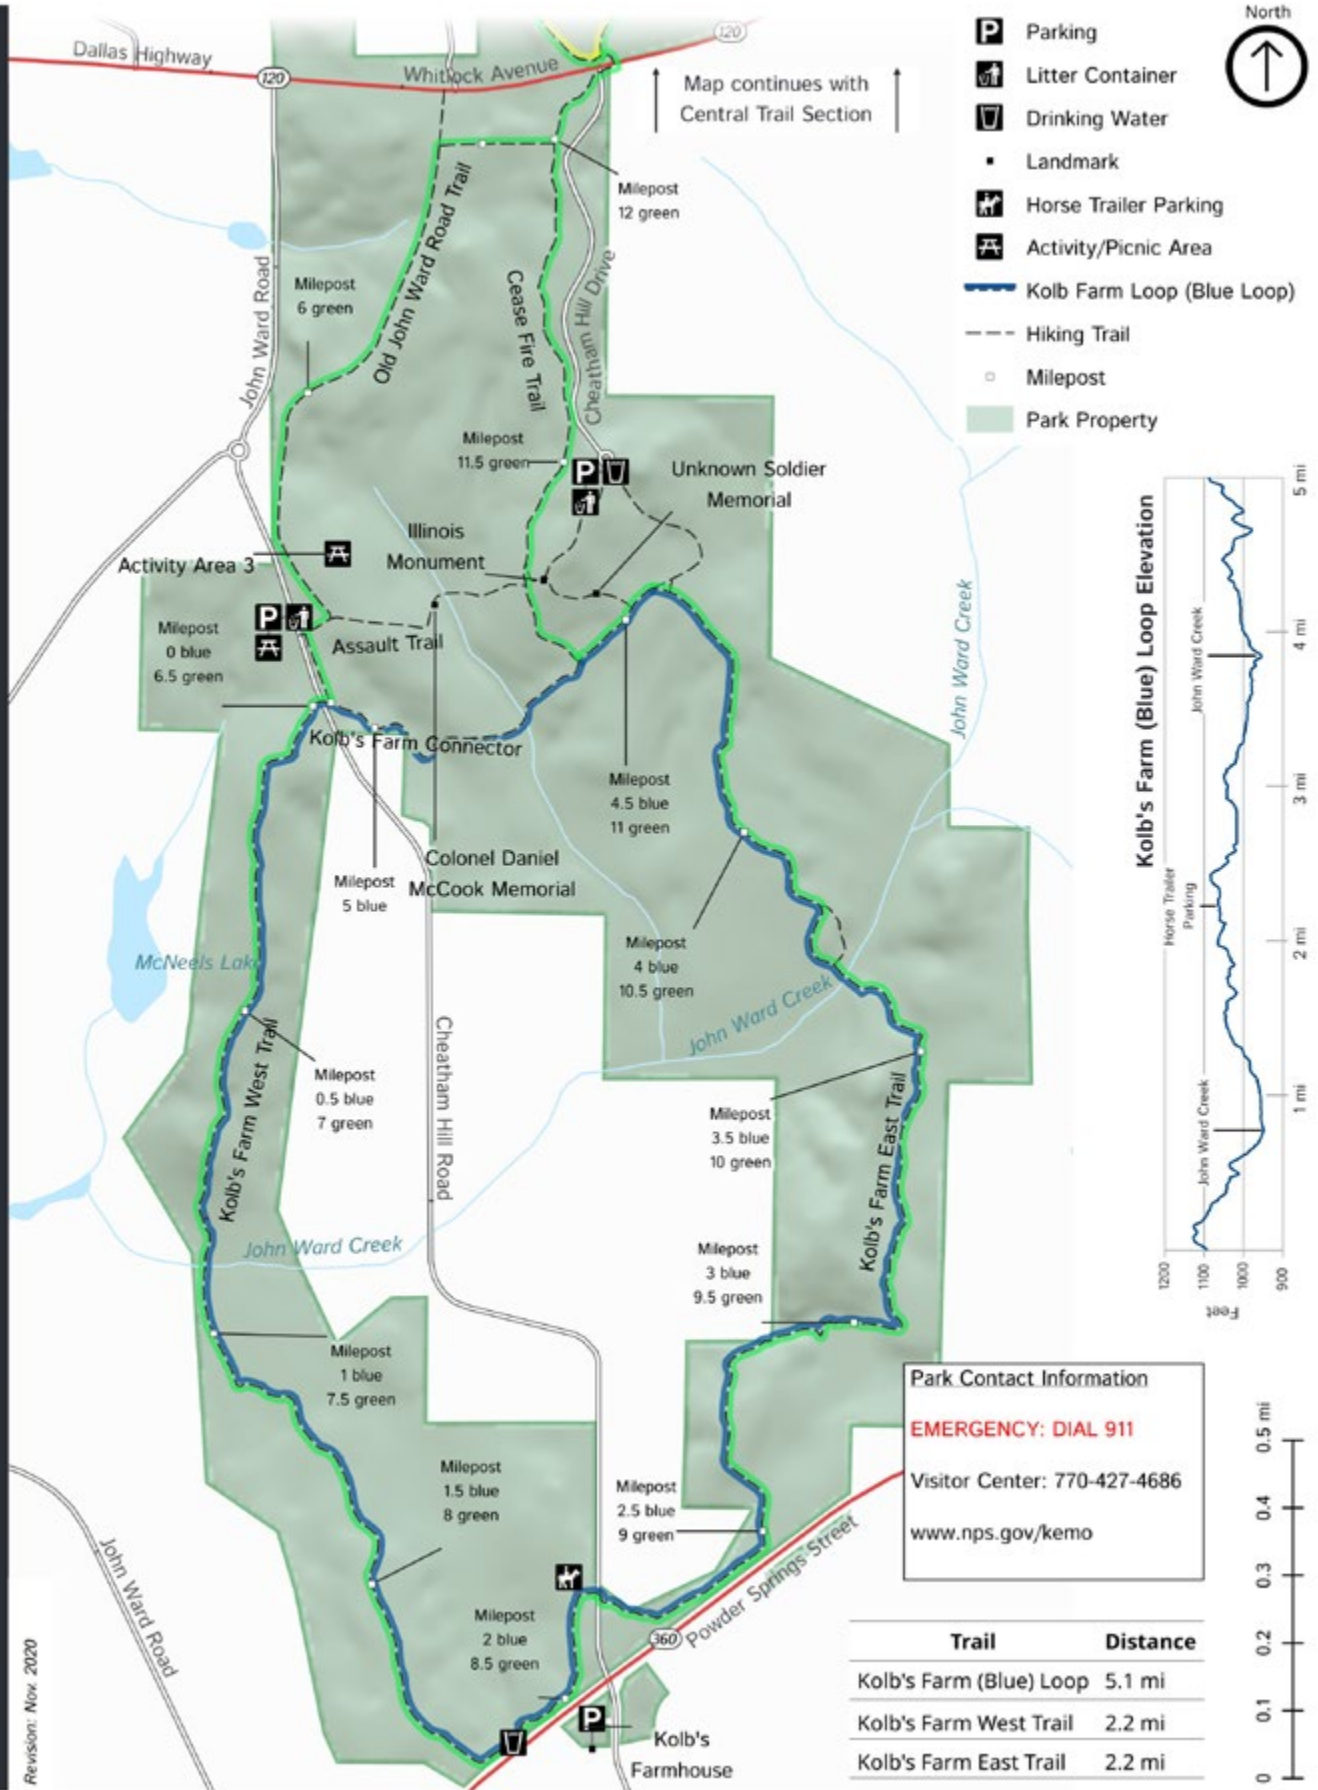 North
Parking
Litter Container
Drinking Water
Landmark
Horse Trailer Parking
Activity/Picnic Area
Kolb Farm Loop (Blue Loop)
Hiking Trail
Milepost
Park Property
Dallas Highway
120
Whitlock Avenue
120
Map continues with
Central Trail Section
Milepost
12 green
Old John Ward Road Trail
John Ward Road
Milepost
6 green
Cease Fire Trail
Cheatham Hill Drive
Milepost
11.5 green
Unknown Soldier
Memorial
Illinois
Monument
Activity Area 3
Assault Trail
Milepost
0 blue
6.5 green
Kolb's Farm Connector
John Ward Creek
Milepost
4.5 blue
11 green
Milepost
5 blue
Colonel Daniel
McCook Memorial
Milepost
4 blue
10.5 green
McNeels Lake
John Ward Creek
Kolb's Farm West Trail
Milepost
0.5 blue
7 green
Cheatham Hill Road
Milepost
3.5 blue
10 green
Kolb's Farm East Trail
John Ward Creek
Milepost
3 blue
9.5 green
Milepost
1 blue
7.5 green
Milepost
1.5 blue
8 green
Milepost
2.5 blue
9 green
Milepost
2 blue
8.5 green
360
Powder Springs Street
Kolb's
Farmhouse
John Ward Road
Revision: Nov. 2020
Kolb's Farm (Blue) Loop Elevation
5 mi
4 mi
3 mi
2 mi
1 mi
John Ward Creek
Horse Trailer
Parking
John Ward Creek
1200
1100
1000
900
Feet
Park Contact Information
EMERGENCY: DIAL 911
Visitor Center: 770-427-4686
www.nps.gov/kemo
Trail Distance
Kolb's Farm (Blue) Loop 5.1 mi
Kolb's Farm West Trail 2.2 mi
Kolb's Farm East Trail 2.2 mi
0.5 mi
0.4
0.3
0.2
0.1
0